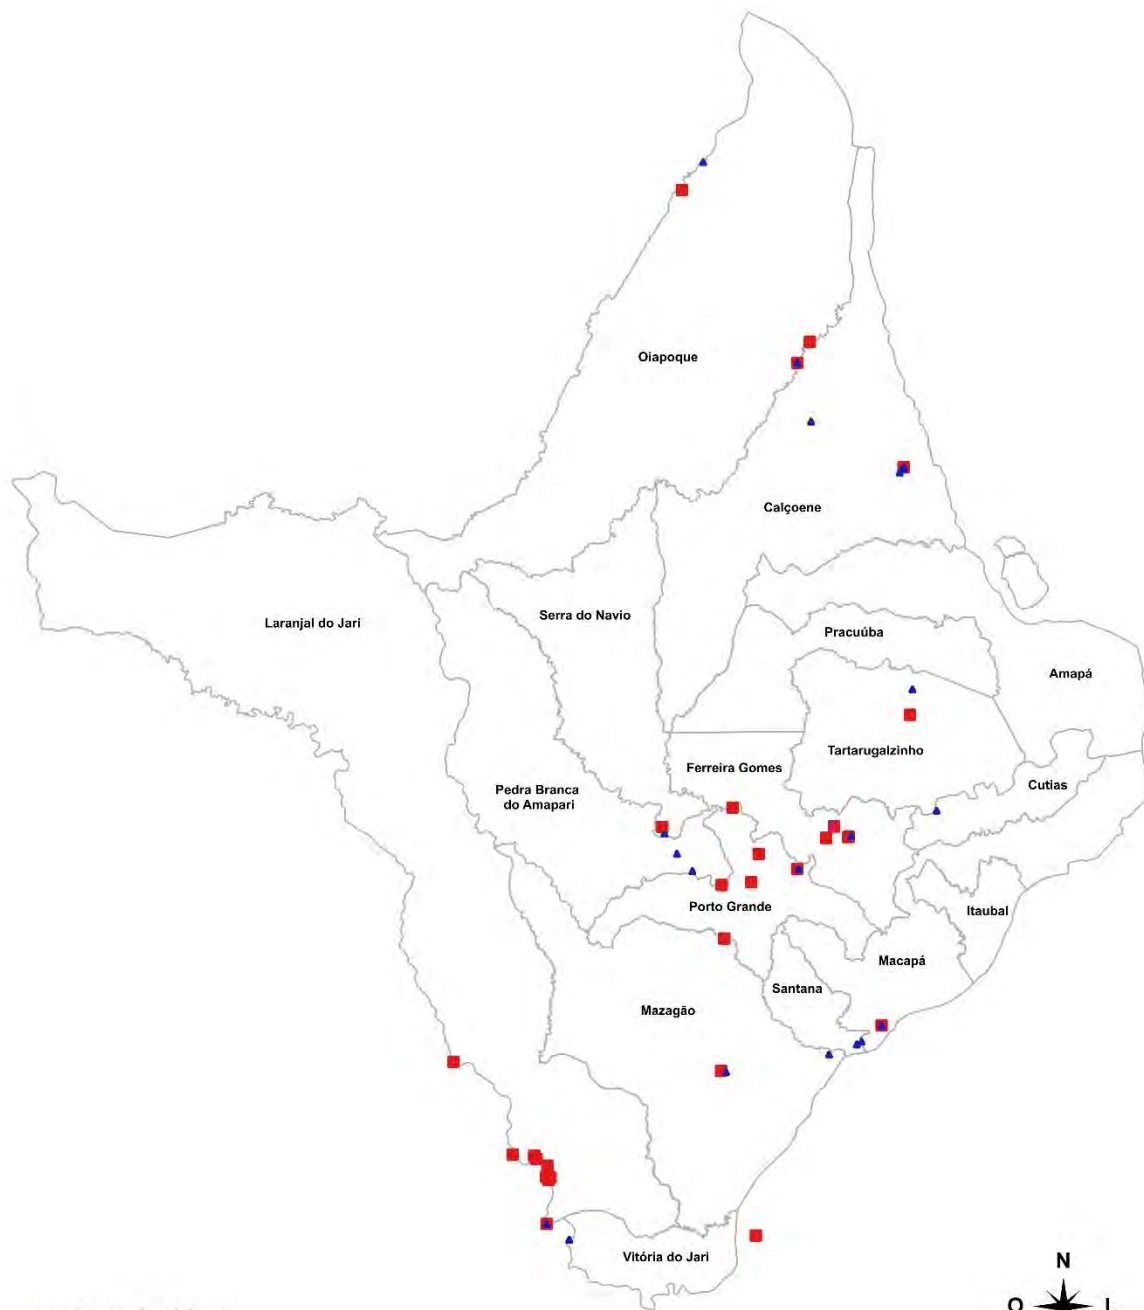 Oiapoque
Calçoene
Serra do Navio
Laranjal do Jari
Pracuúba
Amapá
Tartarugalzinho
Ferreira Gomes
Cutias
Pedra Branca
do Amapari
Porto Grande
Itaubal
Macapá
Santana
Mazagão
Vitória do Jari
N
O
L